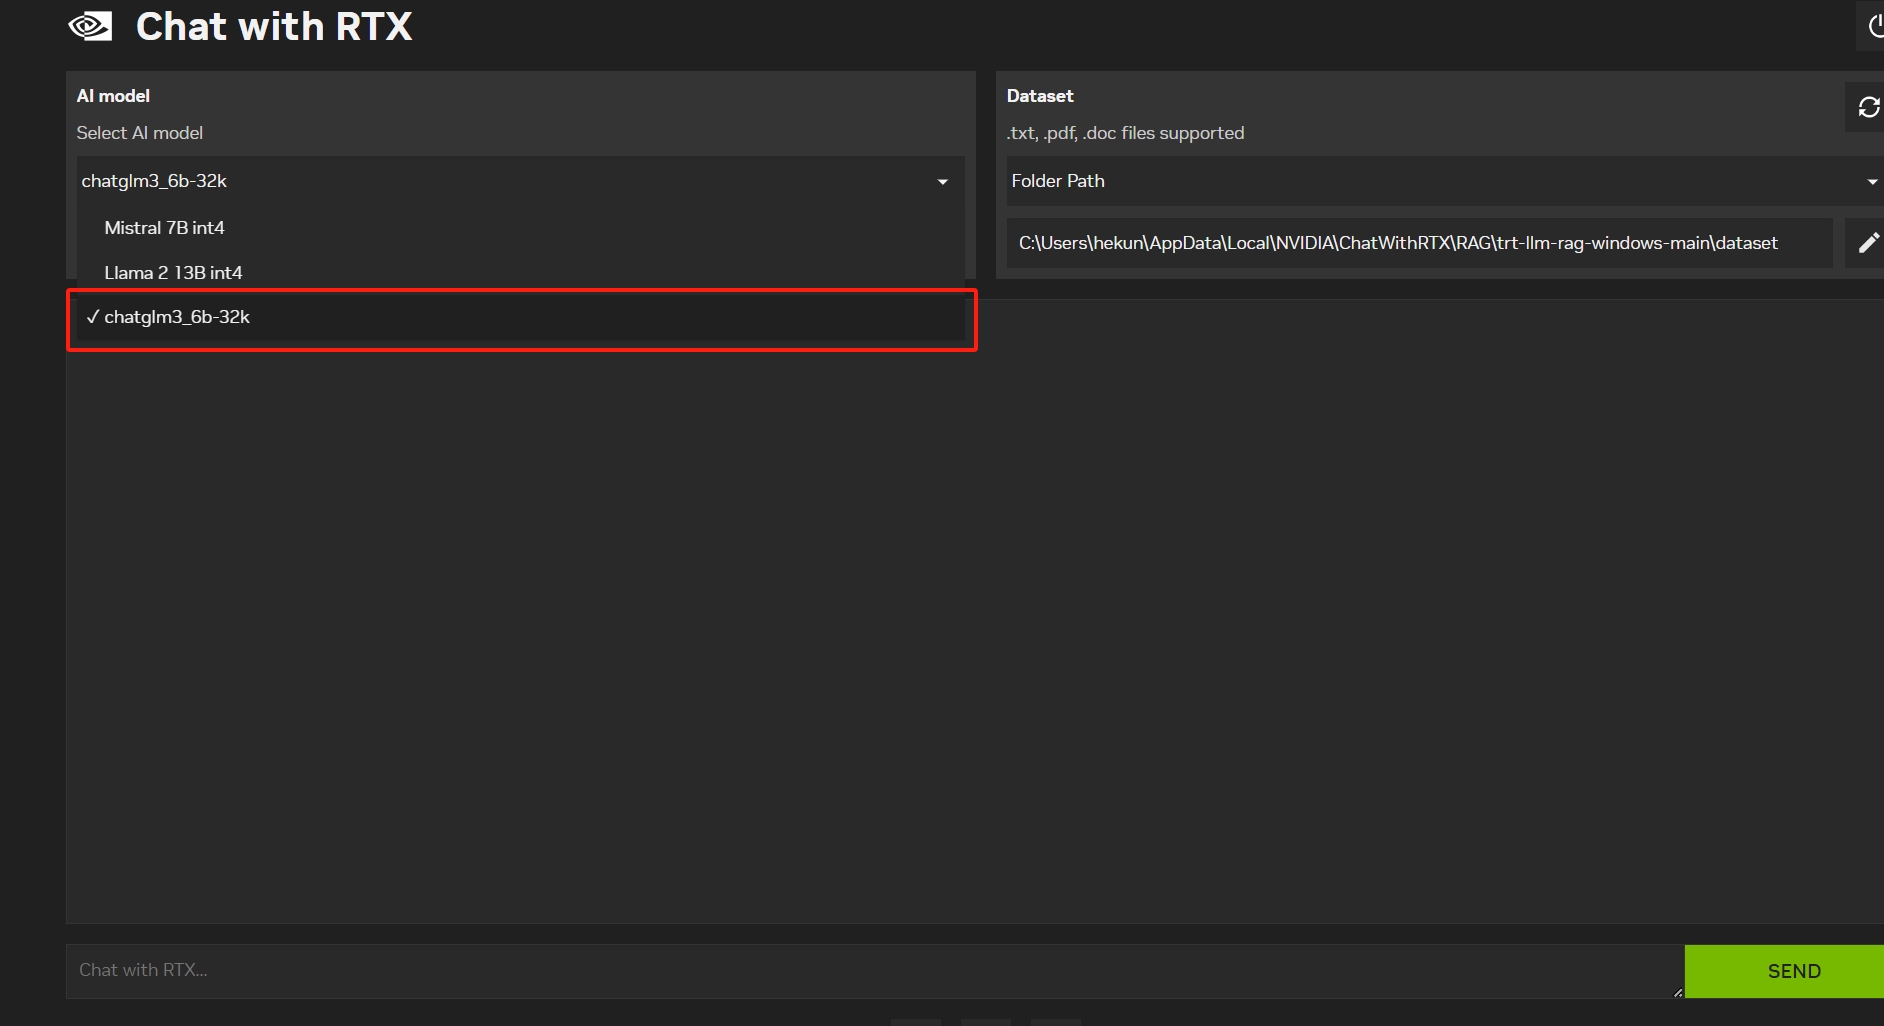 Chat with RTX
AI model
Select AI model
chatglm3_6b-32k
Mistral 7B int4
Llama 2 13B int4
✓ chatglm3_6b-32k
Dataset
.txt, .pdf, .doc files supported
Folder Path
C:\Users\hekun\AppData\Local\NVIDIA\ChatWithRTX\RAG\trt-llm-rag-windows-main\dataset
Chat with RTX...
SEND